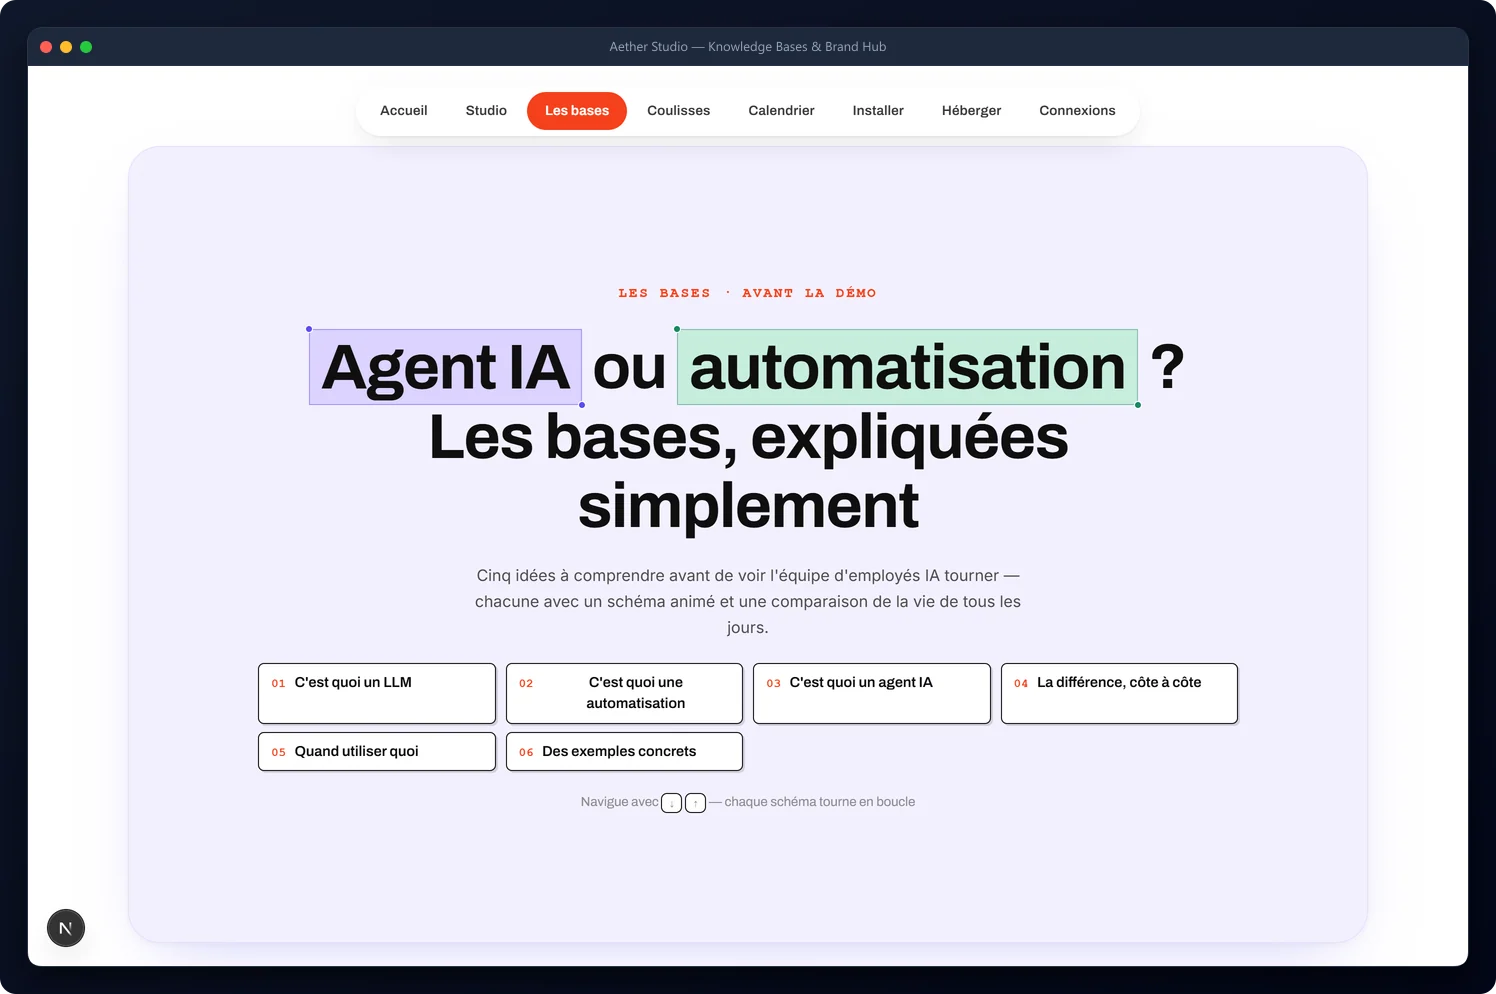 Aether Studio — Knowledge Bases & Brand Hub
Accueil
Studio
Les bases
Coulisses
Calendrier
Installer
Héberger
Connexions
LES BASES · AVANT LA DÉMO
Agent IA ou automatisation ?
Les bases, expliquées
simplement
Cinq idées à comprendre avant de voir l'équipe d'employés IA tourner —
chacune avec un schéma animé et une comparaison de la vie de tous les
jours.
01 C'est quoi un LLM
02 C'est quoi une
automatisation
03 C'est quoi un agent IA
04 La différence, côte à côte
05 Quand utiliser quoi
06 Des exemples concrets
Navigue avec ↓ ↑ — chaque schéma tourne en boucle
N